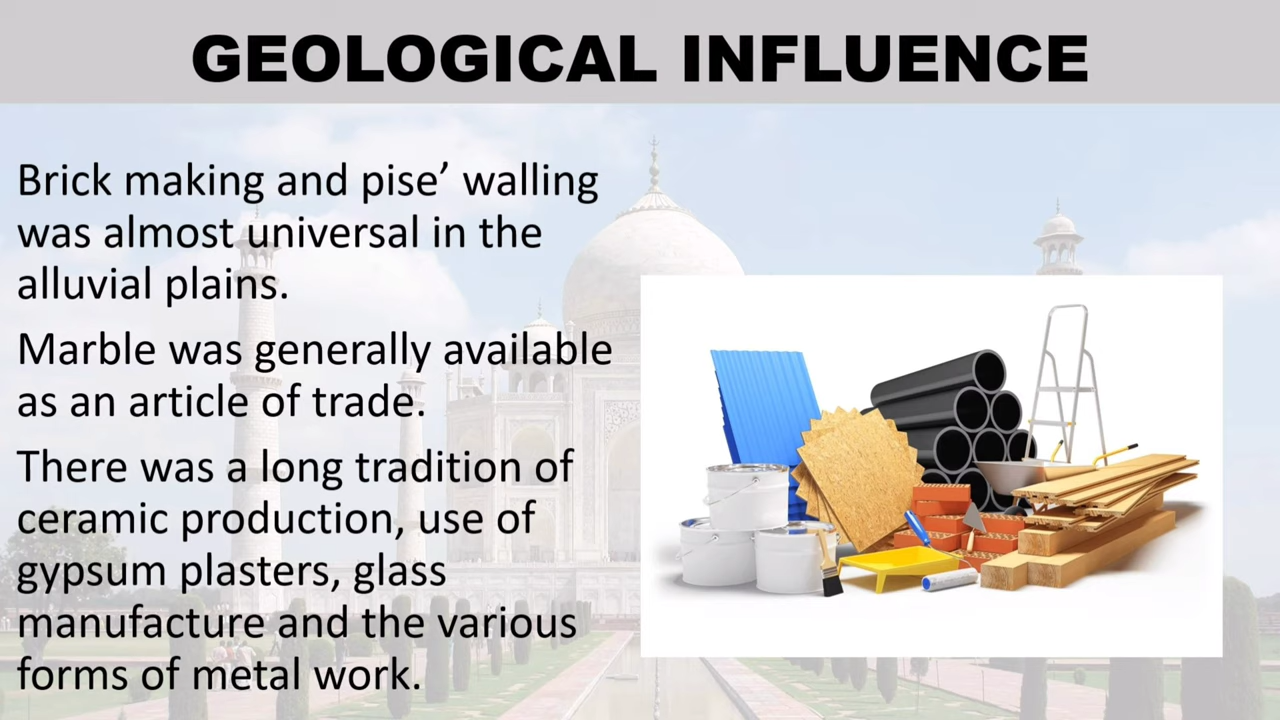 GEOLOGICAL INFLUENCE
Brick making and pise’ walling
was almost universal in the
alluvial plains.
Marble was generally available
as an article of trade.
There was a long tradition of
ceramic production, use of
gypsum plasters, glass
manufacture and the various
forms of metal work.